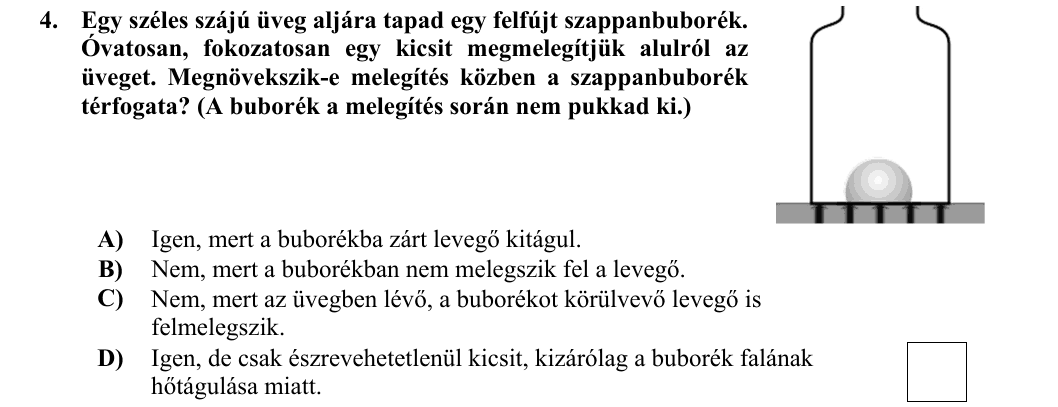 4. Egy széles szájú üveg aljára tapad egy felfújt szappanbuborék.
Óvatosan, fokozatosan egy kicsit megmelegítjük alulról az
üveget. Megnövekszik-e melegítés közben a szappanbuborék
térfogata? (A buborék a melegítés során nem pukkad ki.)
A) Igen, mert a buborékba zárt levegő kitágul.
B) Nem, mert a buborékban nem melegszik fel a levegő.
C) Nem, mert az üvegben lévő, a buborékot körülvevő levegő is
felmelegszik.
D) Igen, de csak észrevehetetlenül kicsit, kizárólag a buborék falának
hőtágulása miatt.